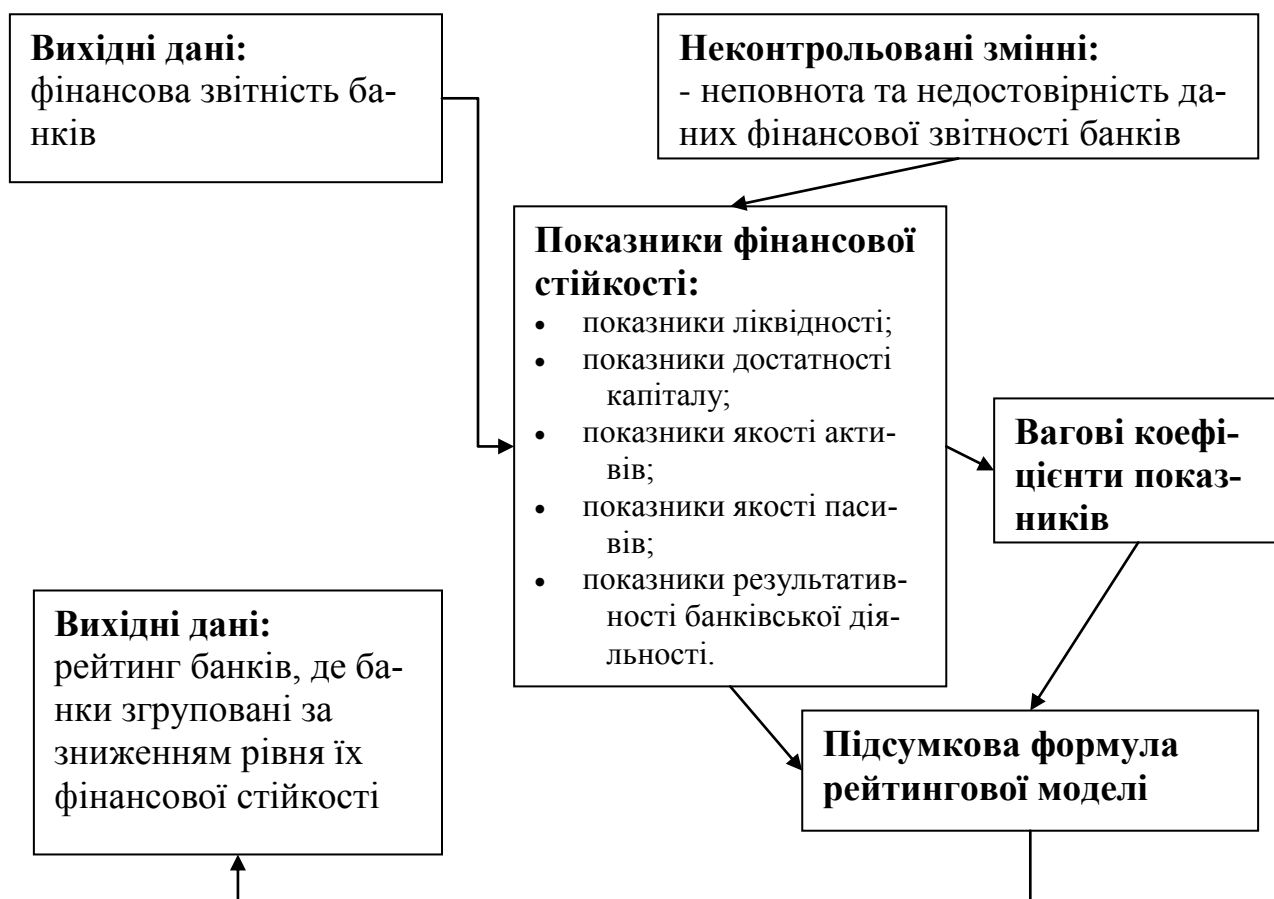 Вихідні дані:
фінансова звітність ба-
нків
Неконтрольовані змінні:
- неповнота та недостовірність да-
них фінансової звітності банків
Показники фінансової
стійкості:
• показники ліквідності;
• показники достатності
капіталу;
• показники якості акти-
вів;
• показники якості паси-
вів;
• показники результатив-
ності банківської дія-
льності.
Вагові коефі-
цієнти показ-
ників
Вихідні дані:
рейтинг банків, де ба-
нки згруповані за
зниженням рівня їх
фінансової стійкості
Підсумкова формула
рейтингової моделі